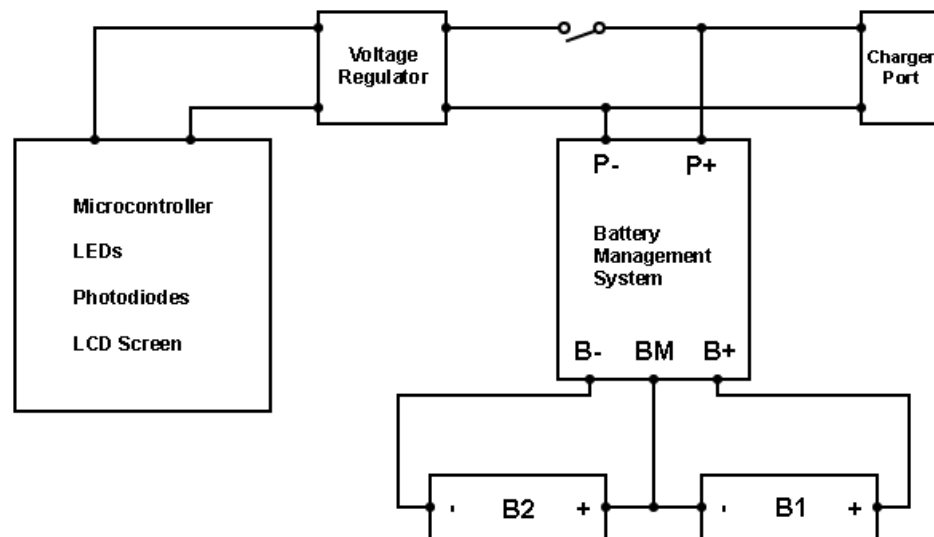 Voltage
Regulator
Charger
Port
P- P+
Microcontroller
LEDs
Photodiodes
LCD Screen
Battery
Management
System
B- BM B+
- B2 + - B1 +